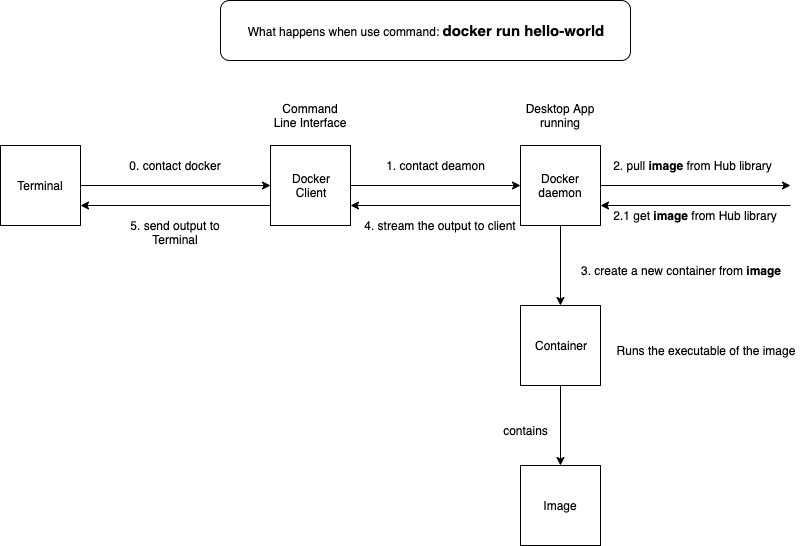 What happens when use command: docker run hello-world
Command
Line Interface
Desktop App
running
Terminal
0. contact docker
Docker
Client
1. contact deamon
Docker
daemon
2. pull image from Hub library
5. send output to
Terminal
4. stream the output to client
2.1 get image from Hub library
3. create a new container from image
Container
Runs the executable of the image
contains
Image